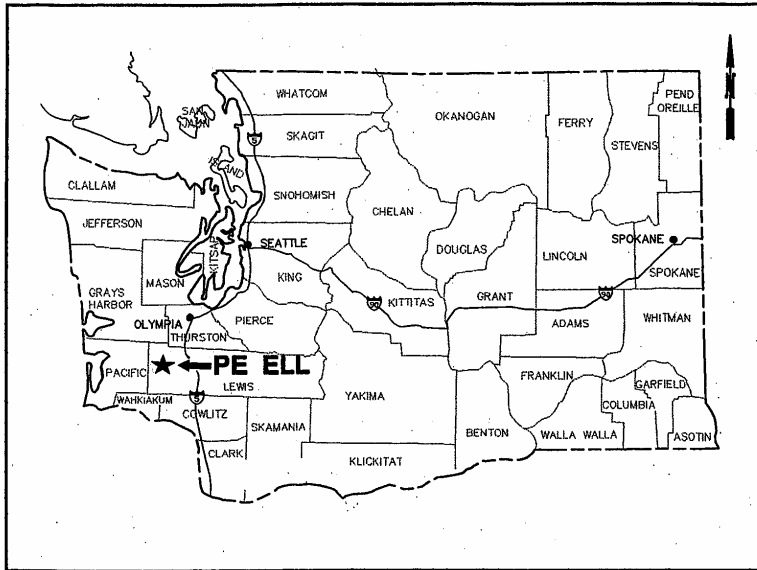 WHATCOM
OKANOGAN
PEND
OREILLE
N
SAN
JAUN
SKAGIT
FERRY
STEVENS
5
ISLAND
CLALLAM
SNOHOMISH
CHELAN
JEFFERSON
DOUGLAS
SPOKANE
SEATTLE
LINCOLN
KITSAP
MASON
KING
SPOKANE
GRAYS
HARBOR
90
KITTITAS
GRANT
90
OLYMPIA
PIERCE
ADAMS
WHITMAN
THURSTON
PE ELL
PACIFIC
LEWIS
FRANKLIN
GARFIELD
YAKIMA
COLUMBIA
WAHKIAKUM
5
COWLITZ
SKAMANIA
BENTON
WALLA WALLA
ASOTIN
CLARK
KLICKITAT